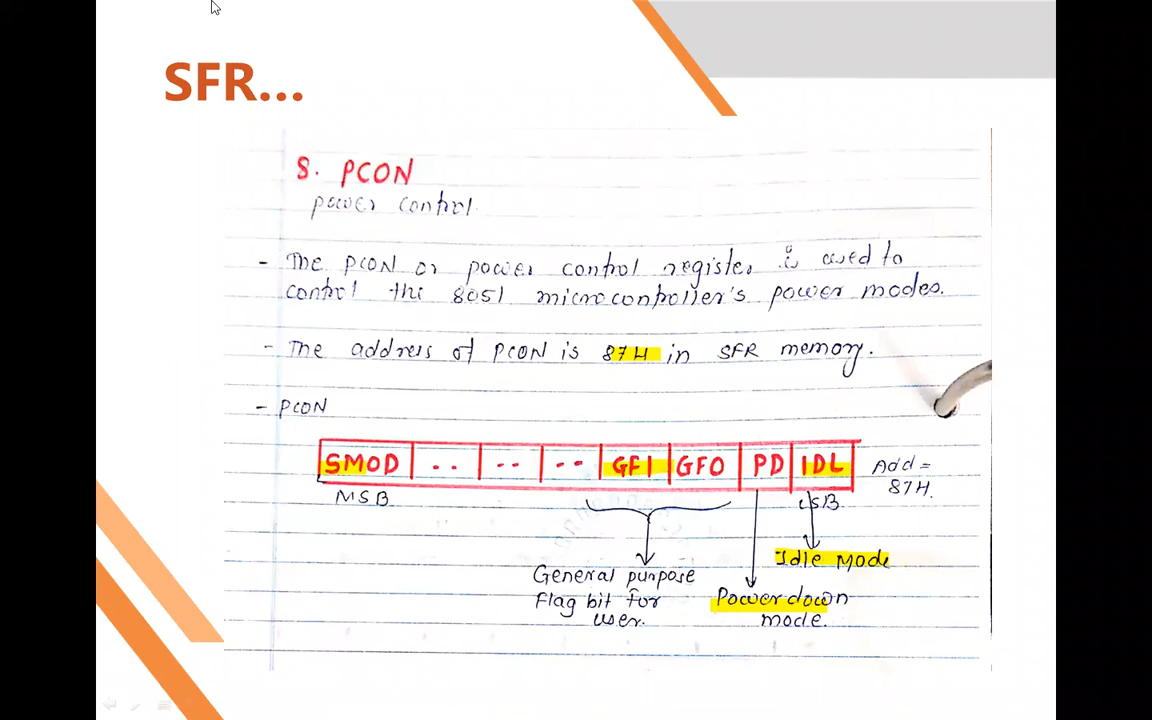 SFR...
8. PCON
power control.
- The PCON or power control register is used to
control the 8051 microcontroller's power modes.
- The address of PCON is 87H in SFR memory.
- PCON
SMOD .. -- -- GF1 GF0 PD IDL Add =
87H.
MSB LSB
Idle Mode
General purpose
Flag bit for
user.
Power down
mode.